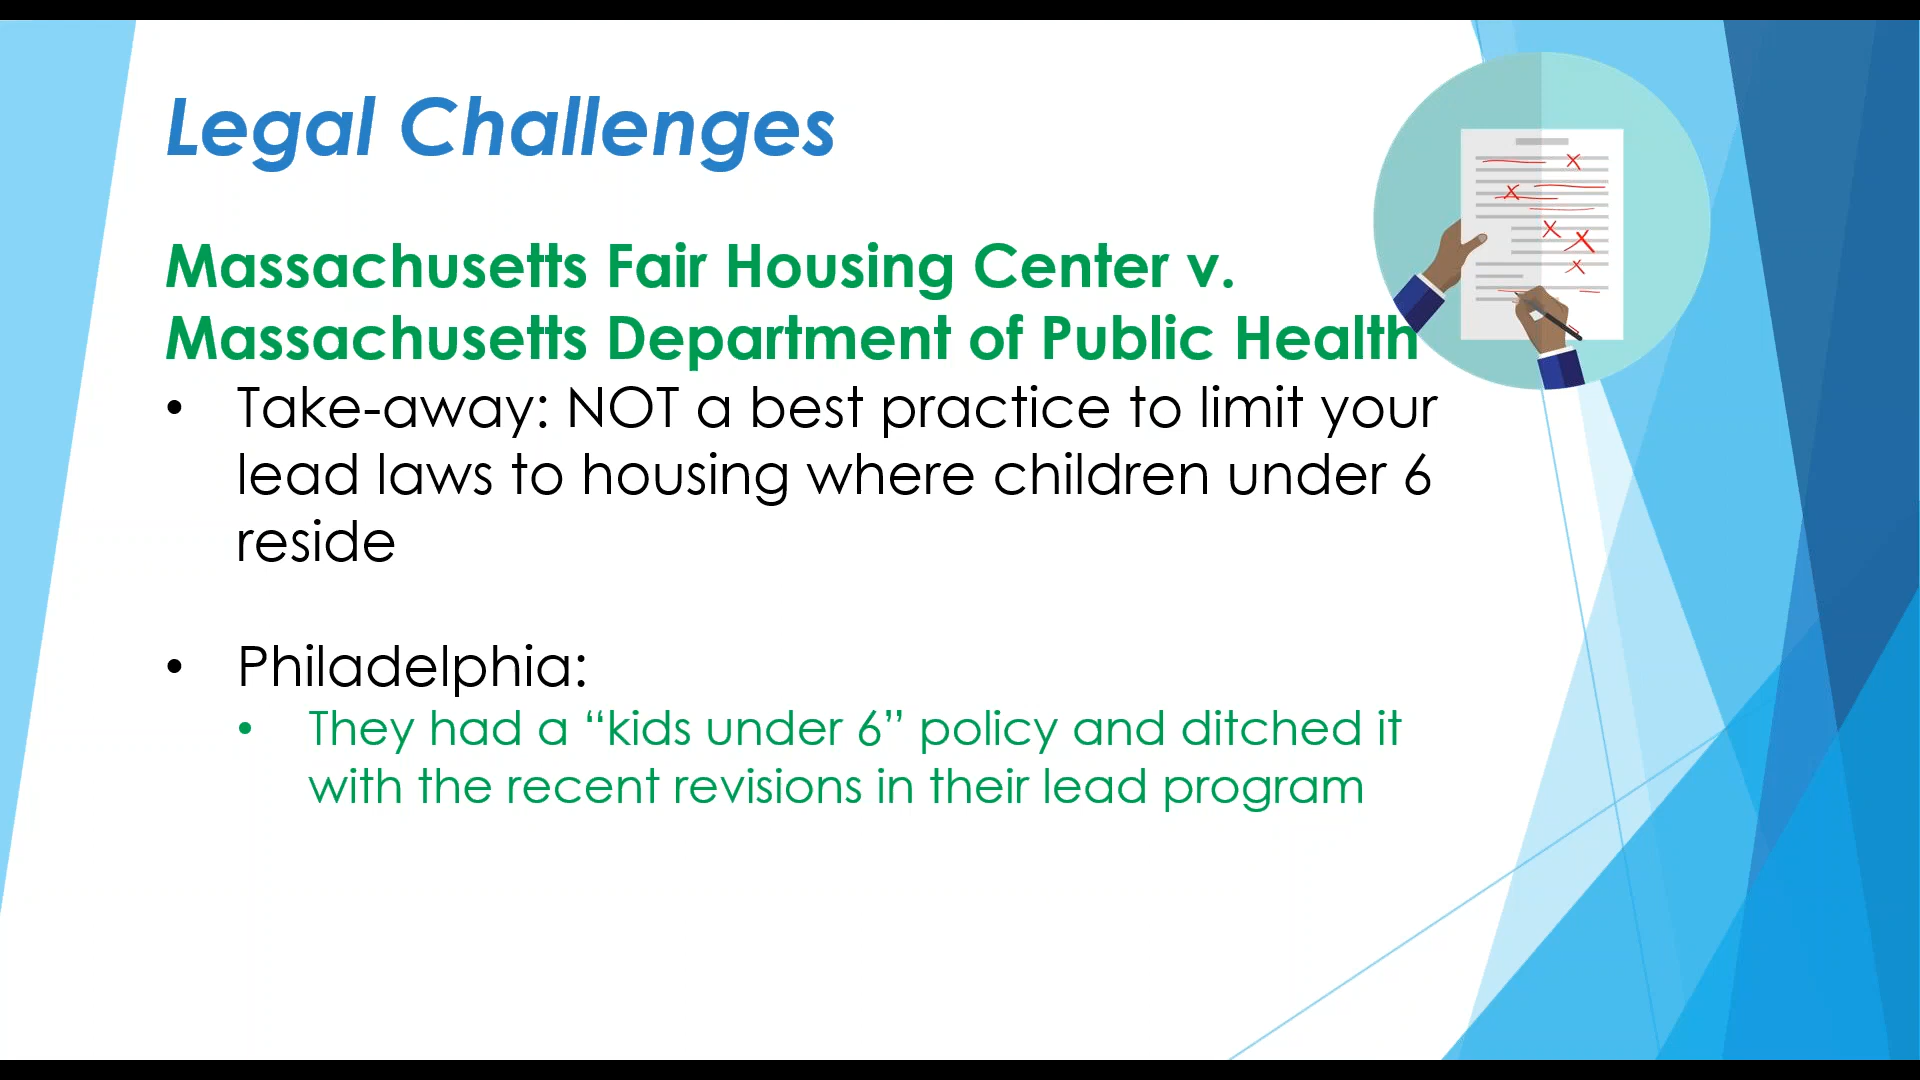 Legal Challenges
Massachusetts Fair Housing Center v.
Massachusetts Department of Public Health
• Take-away: NOT a best practice to limit your
lead laws to housing where children under 6
reside
• Philadelphia:
• They had a “kids under 6” policy and ditched it
with the recent revisions in their lead program